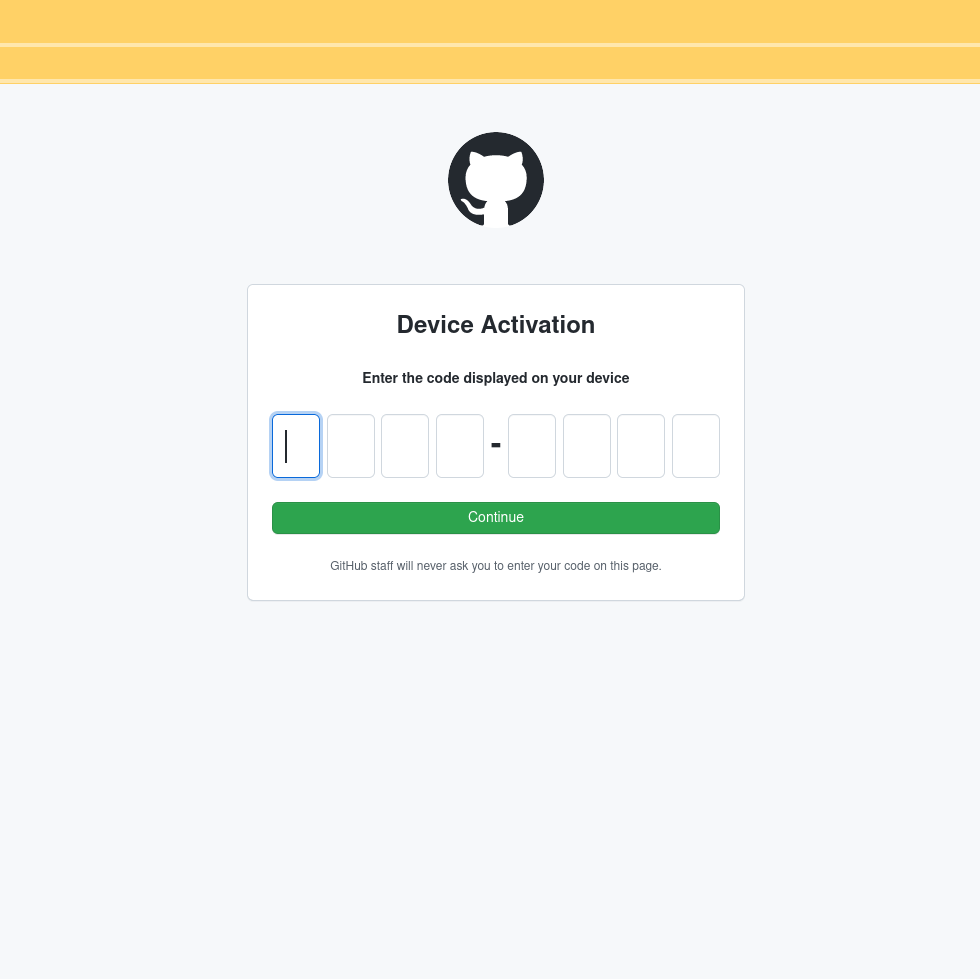 Device Activation
Enter the code displayed on your device
-
Continue
GitHub staff will never ask you to enter your code on this page.